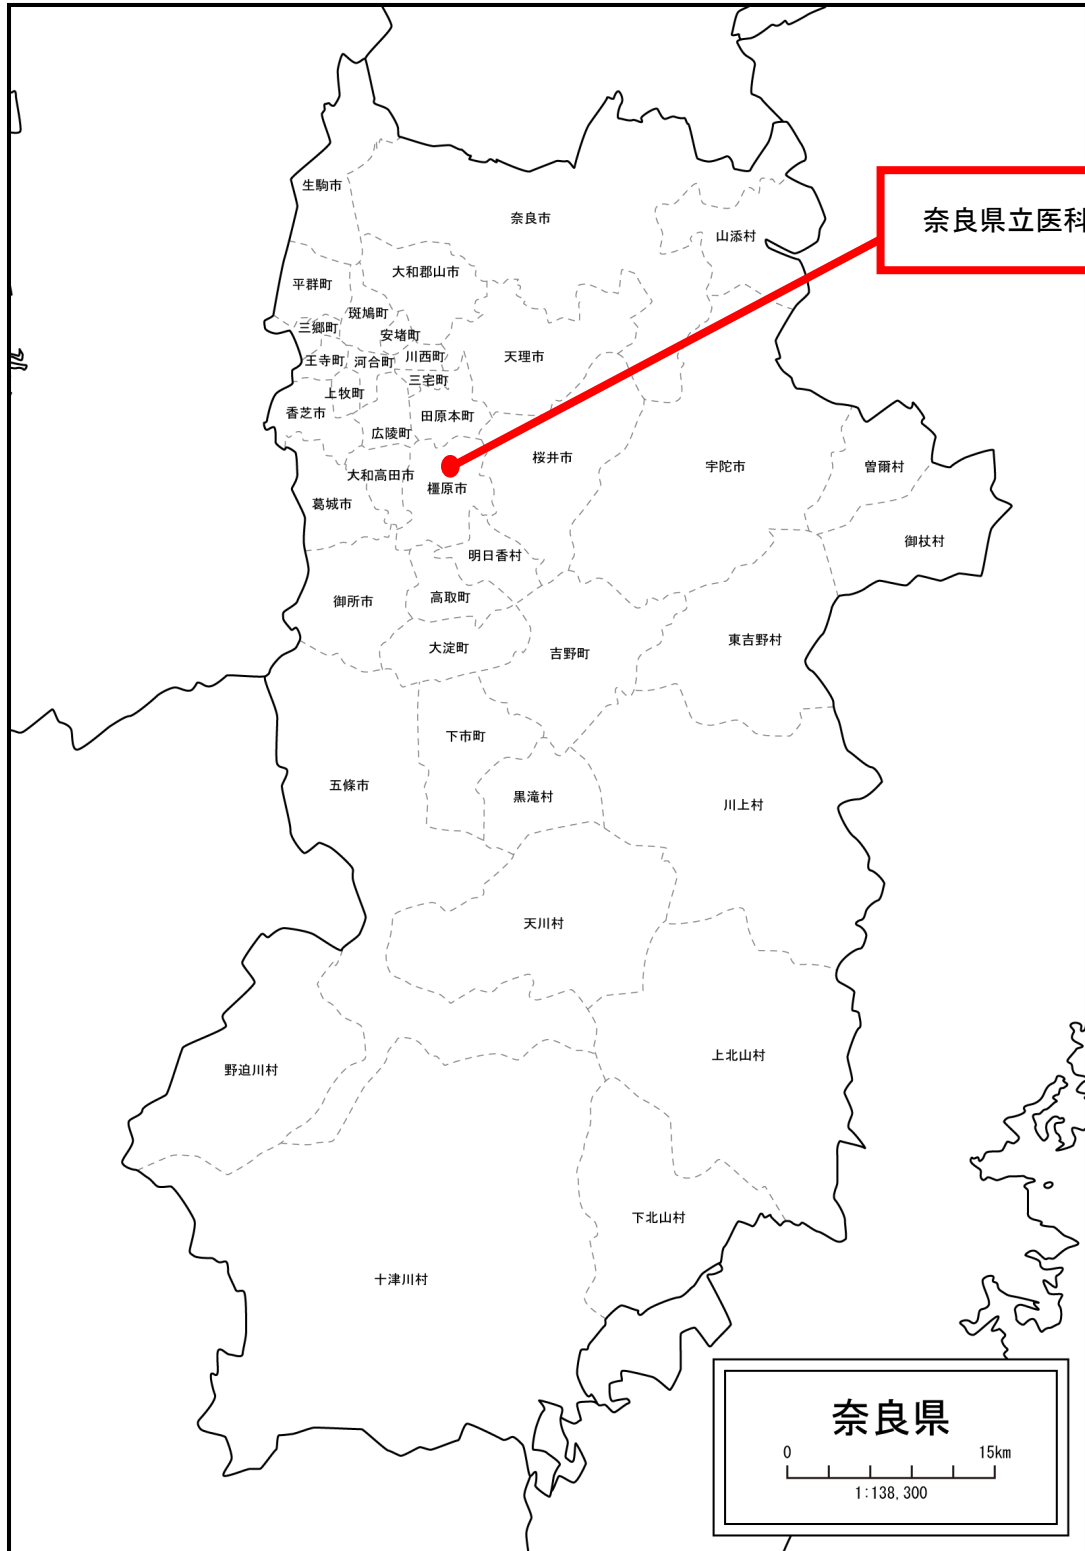 生駒市
奈良市
山添村
奈良県立医科
大和郡山市
平群町
斑鳩町
三郷町
安堵町
王寺町
河合町
川西町
天理市
三宅町
上牧町
香芝市
田原本町
広陵町
桜井市
宇陀市
曽爾村
大和高田市
橿原市
葛城市
御杖村
明日香村
御所市
高取町
東吉野村
大淀町
吉野町
下市町
五條市
黒滝村
川上村
天川村
上北山村
野迫川村
下北山村
十津川村
奈良県
0 15km
1:138,300